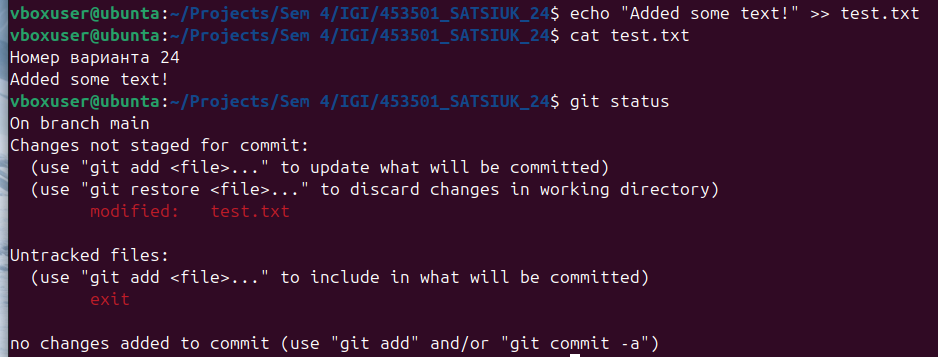 vboxuser@ubuntu:~/Projects/Sem 4/IGI/453501_SATSIUK_24$ echo "Added some text!" >> test.txt
vboxuser@ubuntu:~/Projects/Sem 4/IGI/453501_SATSIUK_24$ cat test.txt
Номер варианта 24
Added some text!
vboxuser@ubuntu:~/Projects/Sem 4/IGI/453501_SATSIUK_24$ git status
On branch main
Changes not staged for commit:
  (use "git add <file>..." to update what will be committed)
  (use "git restore <file>..." to discard changes in working directory)
        modified:   test.txt

Untracked files:
  (use "git add <file>..." to include in what will be committed)
        exit

no changes added to commit (use "git add" and/or "git commit -a")